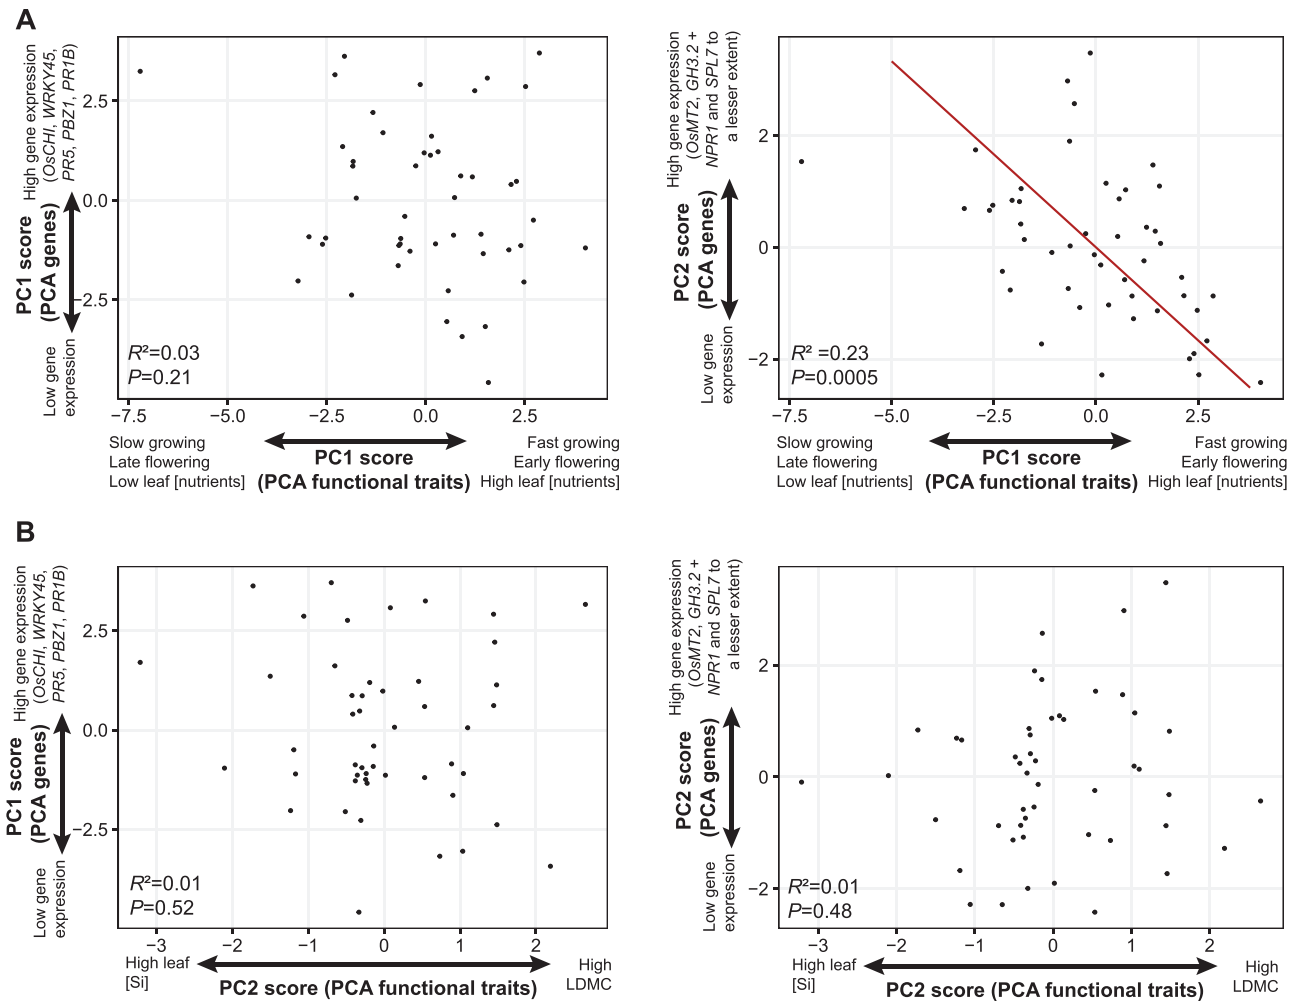 A
High gene expression
(OsCHI, WRKY45,
PR5, PBZ1, PR1B)
PC1 score
(PCA genes)
Low gene
expression
2.5
0.0
−2.5
R²=0.03
P=0.21
−7.5
−5.0
−2.5
0.0
2.5
Slow growing
Late flowering
Low leaf [nutrients]
PC1 score
(PCA functional traits)
Fast growing
Early flowering
High leaf [nutrients]
High gene expression
(OsMT2, GH3.2 +
NPR1 and SPL7 to
a lesser extent)
PC2 score
(PCA genes)
Low gene
expression
2
0
−2
R² =0.23
P=0.0005
−7.5
−5.0
−2.5
0.0
2.5
Slow growing
Late flowering
Low leaf [nutrients]
PC1 score
(PCA functional traits)
Fast growing
Early flowering
High leaf [nutrients]
B
High gene expression
(OsCHI, WRKY45,
PR5, PBZ1, PR1B)
PC1 score
(PCA genes)
Low gene
expression
2.5
0.0
−2.5
R²=0.01
P=0.52
−3
−2
−1
0
1
2
High leaf
[Si]
PC2 score (PCA functional traits)
High
LDMC
High gene expression
(OsMT2, GH3.2 +
NPR1 and SPL7 to
a lesser extent)
PC2 score
(PCA genes)
Low gene
expression
2
0
−2
R²=0.01
P=0.48
−3
−2
−1
0
1
2
High leaf
[Si]
PC2 score (PCA functional traits)
High
LDMC